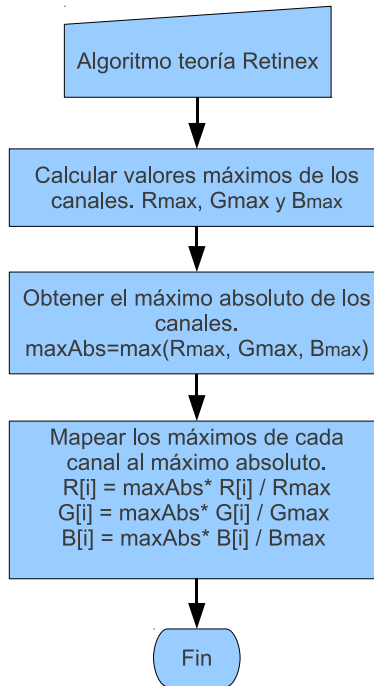 Algoritmo teoría Retinex
Calcular valores máximos de los
canales. Rmax, Gmax y Bmax
Obtener el máximo absoluto de los
canales.
maxAbs=max(Rmax, Gmax, Bmax)
Mapear los máximos de cada
canal al máximo absoluto.
R[i] = maxAbs* R[i] / Rmax
G[i] = maxAbs* G[i] / Gmax
B[i] = maxAbs* B[i] / Bmax
Fin